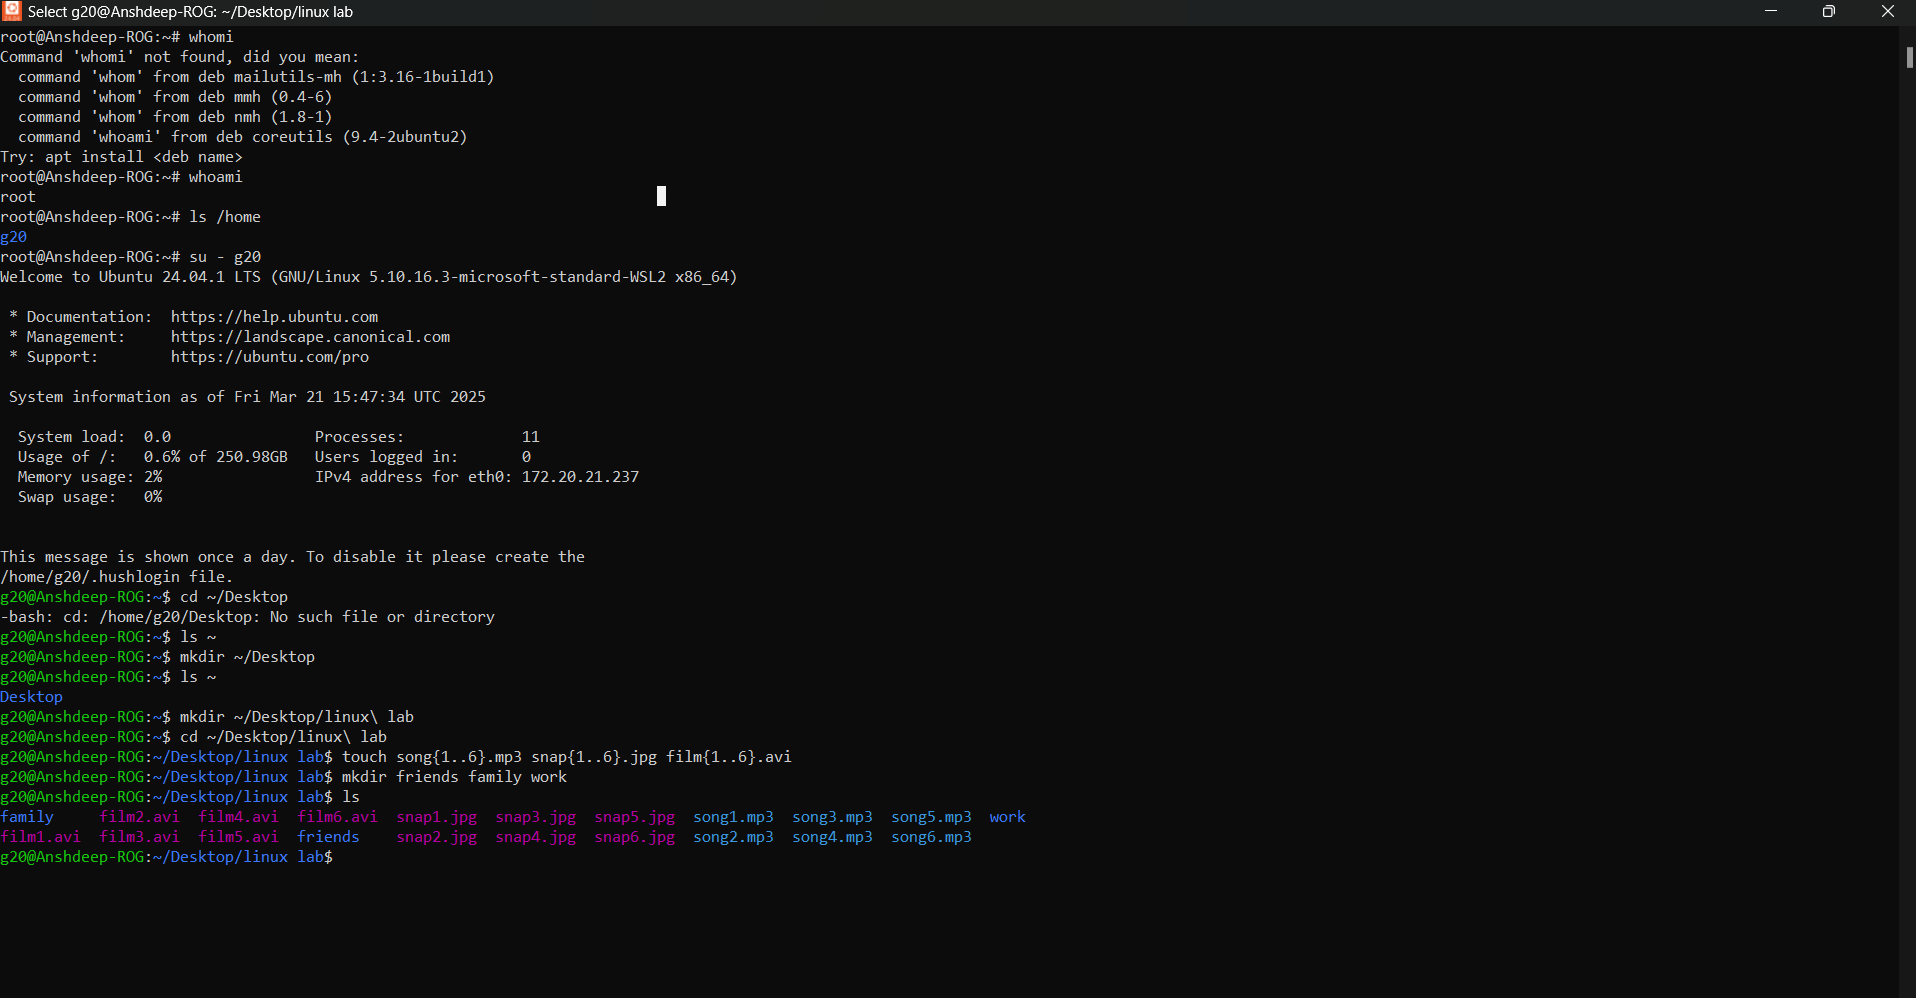 Select g20@Anshdeep-ROG: ~/Desktop/linux lab
root@Anshdeep-ROG:~# whomi
Command 'whomi' not found, did you mean:
  command 'whom' from deb mailutils-mh (1:3.16-1build1)
  command 'whom' from deb mmh (0.4-6)
  command 'whom' from deb nmh (1.8-1)
  command 'whoami' from deb coreutils (9.4-2ubuntu2)
Try: apt install <deb name>
root@Anshdeep-ROG:~# whoami
root
root@Anshdeep-ROG:~# ls /home
g20
root@Anshdeep-ROG:~# su - g20
Welcome to Ubuntu 24.04.1 LTS (GNU/Linux 5.10.16.3-microsoft-standard-WSL2 x86_64)

 * Documentation:  https://help.ubuntu.com
 * Management:     https://landscape.canonical.com
 * Support:        https://ubuntu.com/pro

 System information as of Fri Mar 21 15:47:34 UTC 2025

  System load:  0.0                Processes:             11
  Usage of /:   0.6% of 250.98GB   Users logged in:       0
  Memory usage: 2%                 IPv4 address for eth0: 172.20.21.237
  Swap usage:   0%


This message is shown once a day. To disable it please create the
/home/g20/.hushlogin file.
g20@Anshdeep-ROG:~$ cd ~/Desktop
-bash: cd: /home/g20/Desktop: No such file or directory
g20@Anshdeep-ROG:~$ ls ~
g20@Anshdeep-ROG:~$ mkdir ~/Desktop
g20@Anshdeep-ROG:~$ ls ~
Desktop
g20@Anshdeep-ROG:~$ mkdir ~/Desktop/linux\ lab
g20@Anshdeep-ROG:~$ cd ~/Desktop/linux\ lab
g20@Anshdeep-ROG:~/Desktop/linux lab$ touch song{1..6}.mp3 snap{1..6}.jpg film{1..6}.avi
g20@Anshdeep-ROG:~/Desktop/linux lab$ mkdir friends family work
g20@Anshdeep-ROG:~/Desktop/linux lab$ ls
family     film2.avi  film4.avi  film6.avi  snap1.jpg  snap3.jpg  snap5.jpg  song1.mp3  song3.mp3  song5.mp3  work
film1.avi  film3.avi  film5.avi  friends    snap2.jpg  snap4.jpg  snap6.jpg  song2.mp3  song4.mp3  song6.mp3
g20@Anshdeep-ROG:~/Desktop/linux lab$